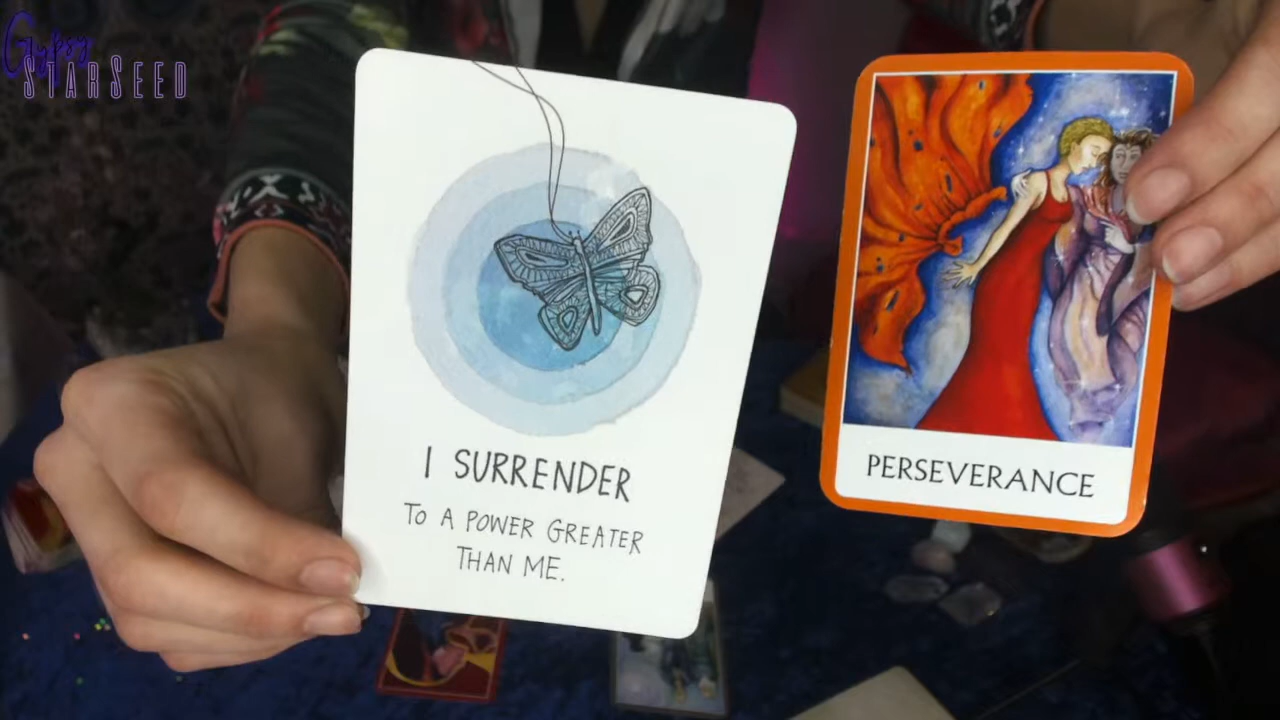 Gypsy
STARSEED
I SURRENDER
TO A POWER GREATER
THAN ME.
PERSEVERANCE